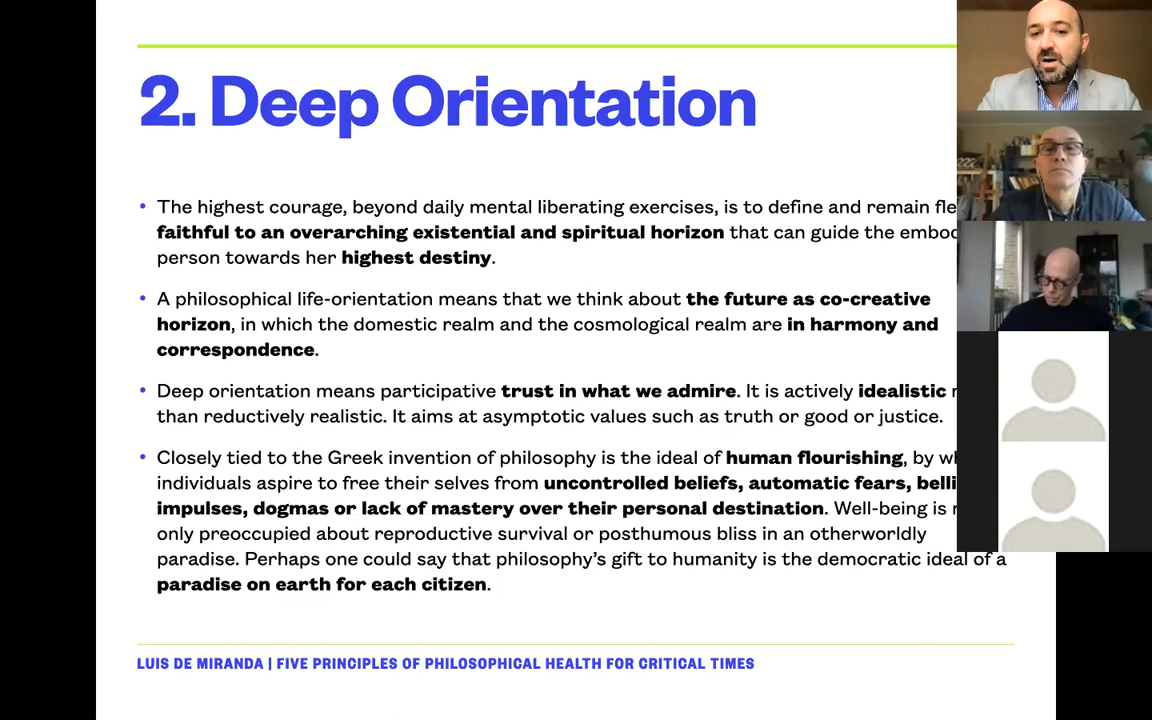 2. Deep Orientation
• The highest courage, beyond daily mental liberating exercises, is to define and remain
faithful to an overarching existential and spiritual horizon that can guide the
person towards her highest destiny.
• A philosophical life-orientation means that we think about the future as co-creative
horizon, in which the domestic realm and the cosmological realm are in harmony and
correspondence.
• Deep orientation means participative trust in what we admire. It is actively idealistic
than reductively realistic. It aims at asymptotic values such as truth or good or justice.
• Closely tied to the Greek invention of philosophy is the ideal of human flourishing, by
individuals aspire to free their selves from uncontrolled beliefs, automatic fears,
impulses, dogmas or lack of mastery over their personal destination. Well-being is
only preoccupied about reproductive survival or posthumous bliss in an otherworldly
paradise. Perhaps one could say that philosophy's gift to humanity is the democratic ideal of a
paradise on earth for each citizen.
LUIS DE MIRANDA | FIVE PRINCIPLES OF PHILOSOPHICAL HEALTH FOR CRITICAL TIMES